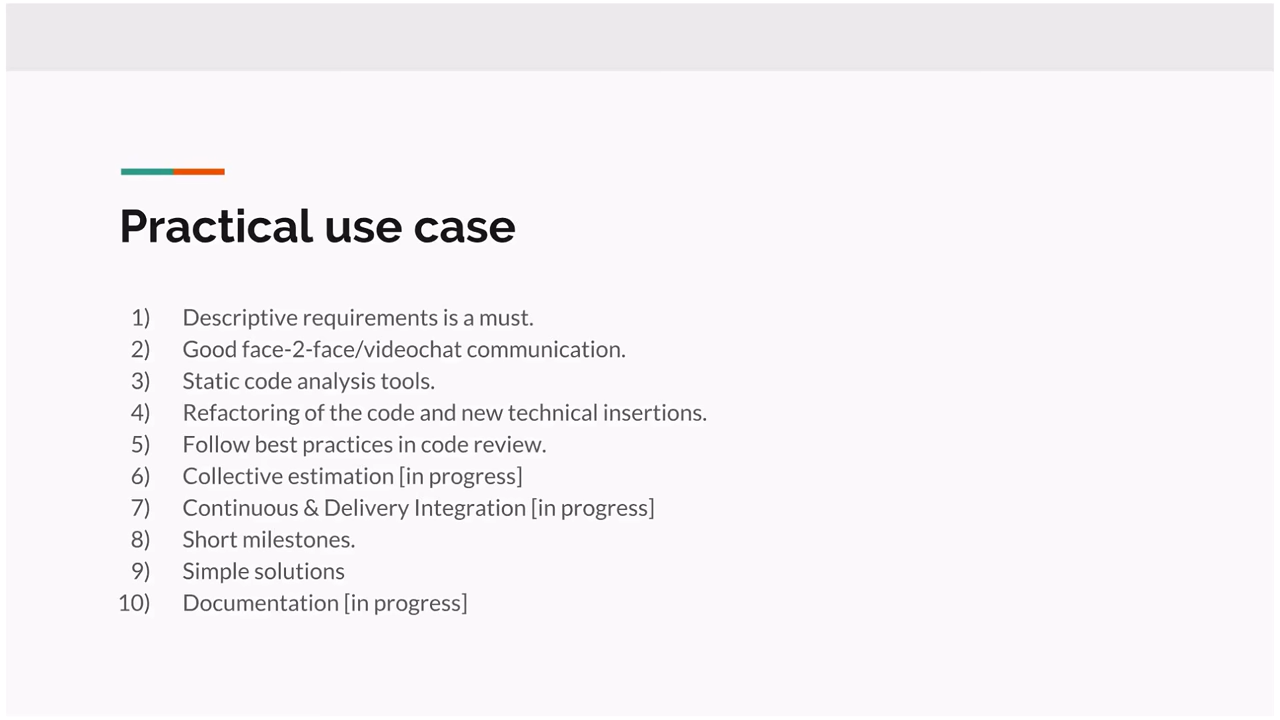 Practical use case
1) Descriptive requirements is a must.
2) Good face-2-face/videochat communication.
3) Static code analysis tools.
4) Refactoring of the code and new technical insertions.
5) Follow best practices in code review.
6) Collective estimation [in progress]
7) Continuous & Delivery Integration [in progress]
8) Short milestones.
9) Simple solutions
10) Documentation [in progress]